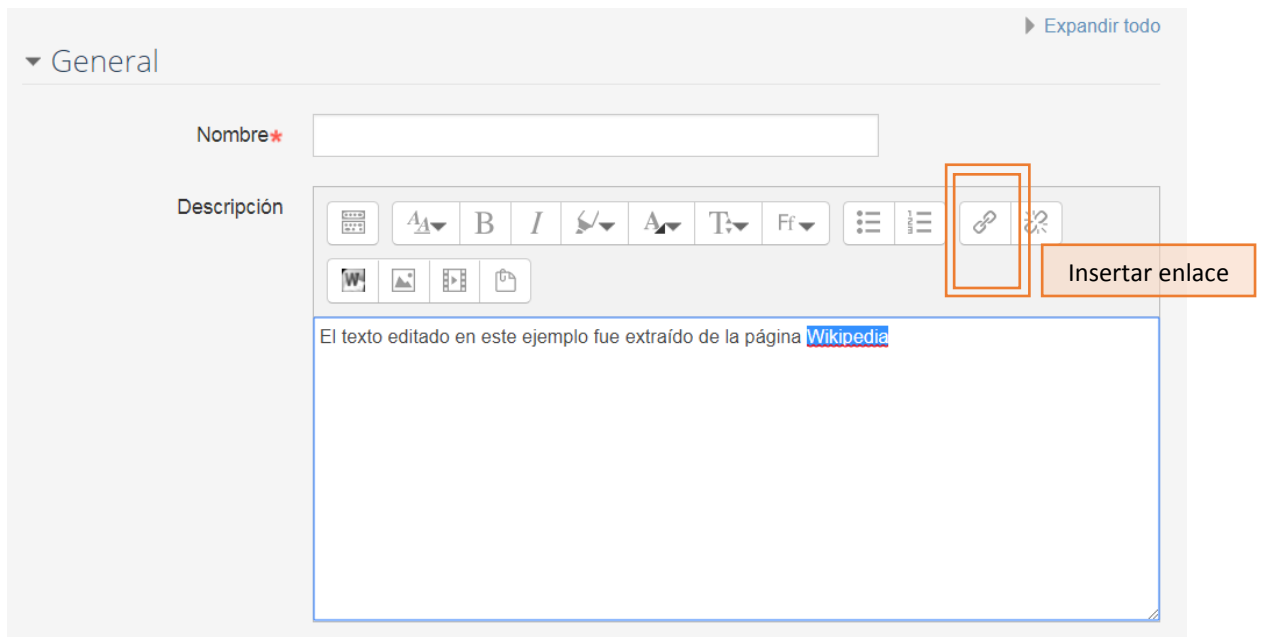 Expandir todo
General
Nombre*
Descripción
B I A T Ff
W
Insertar enlace
El texto editado en este ejemplo fue extraído de la página Wikipedia